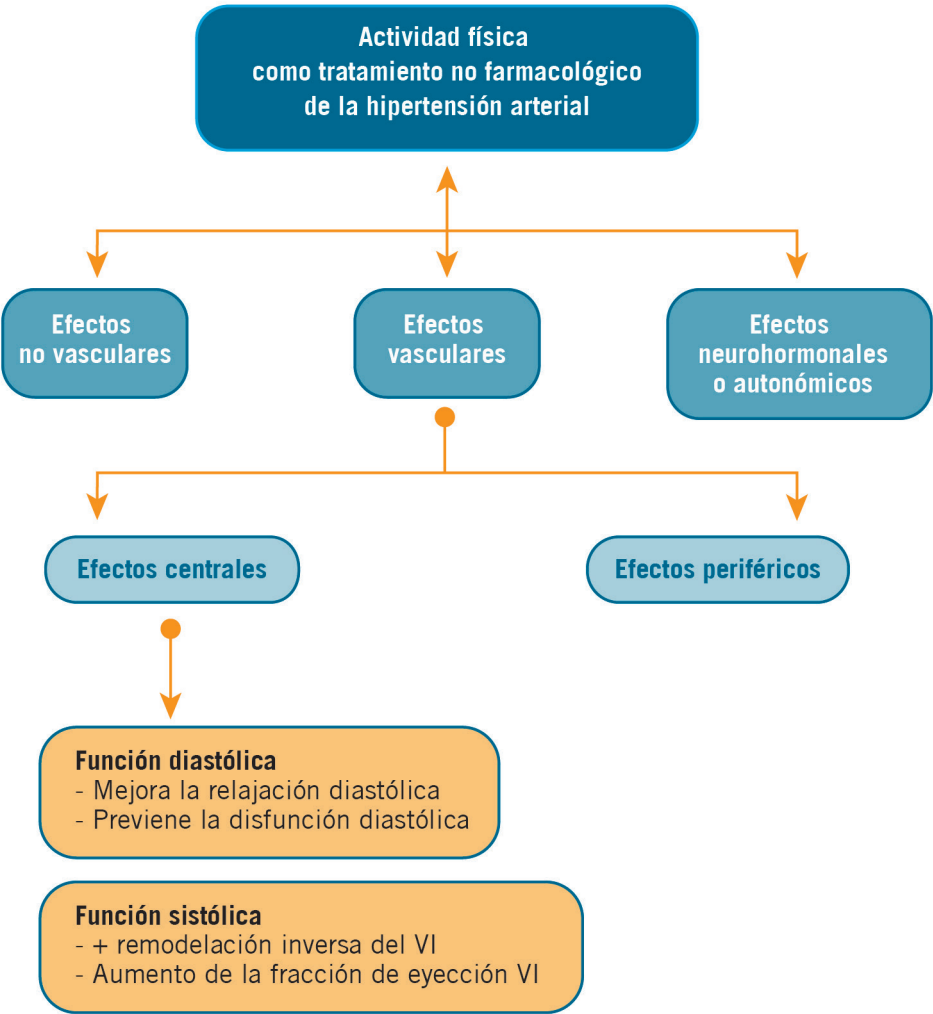 Actividad física
como tratamiento no farmacológico
de la hipertensión arterial
Efectos
no vasculares
Efectos
vasculares
Efectos
neurohormonales
o autonómicos
Efectos centrales
Efectos periféricos
Función diastólica
- Mejora la relajación diastólica
- Previene la disfunción diastólica
Función sistólica
- + remodelación inversa del VI
- Aumento de la fracción de eyección VI